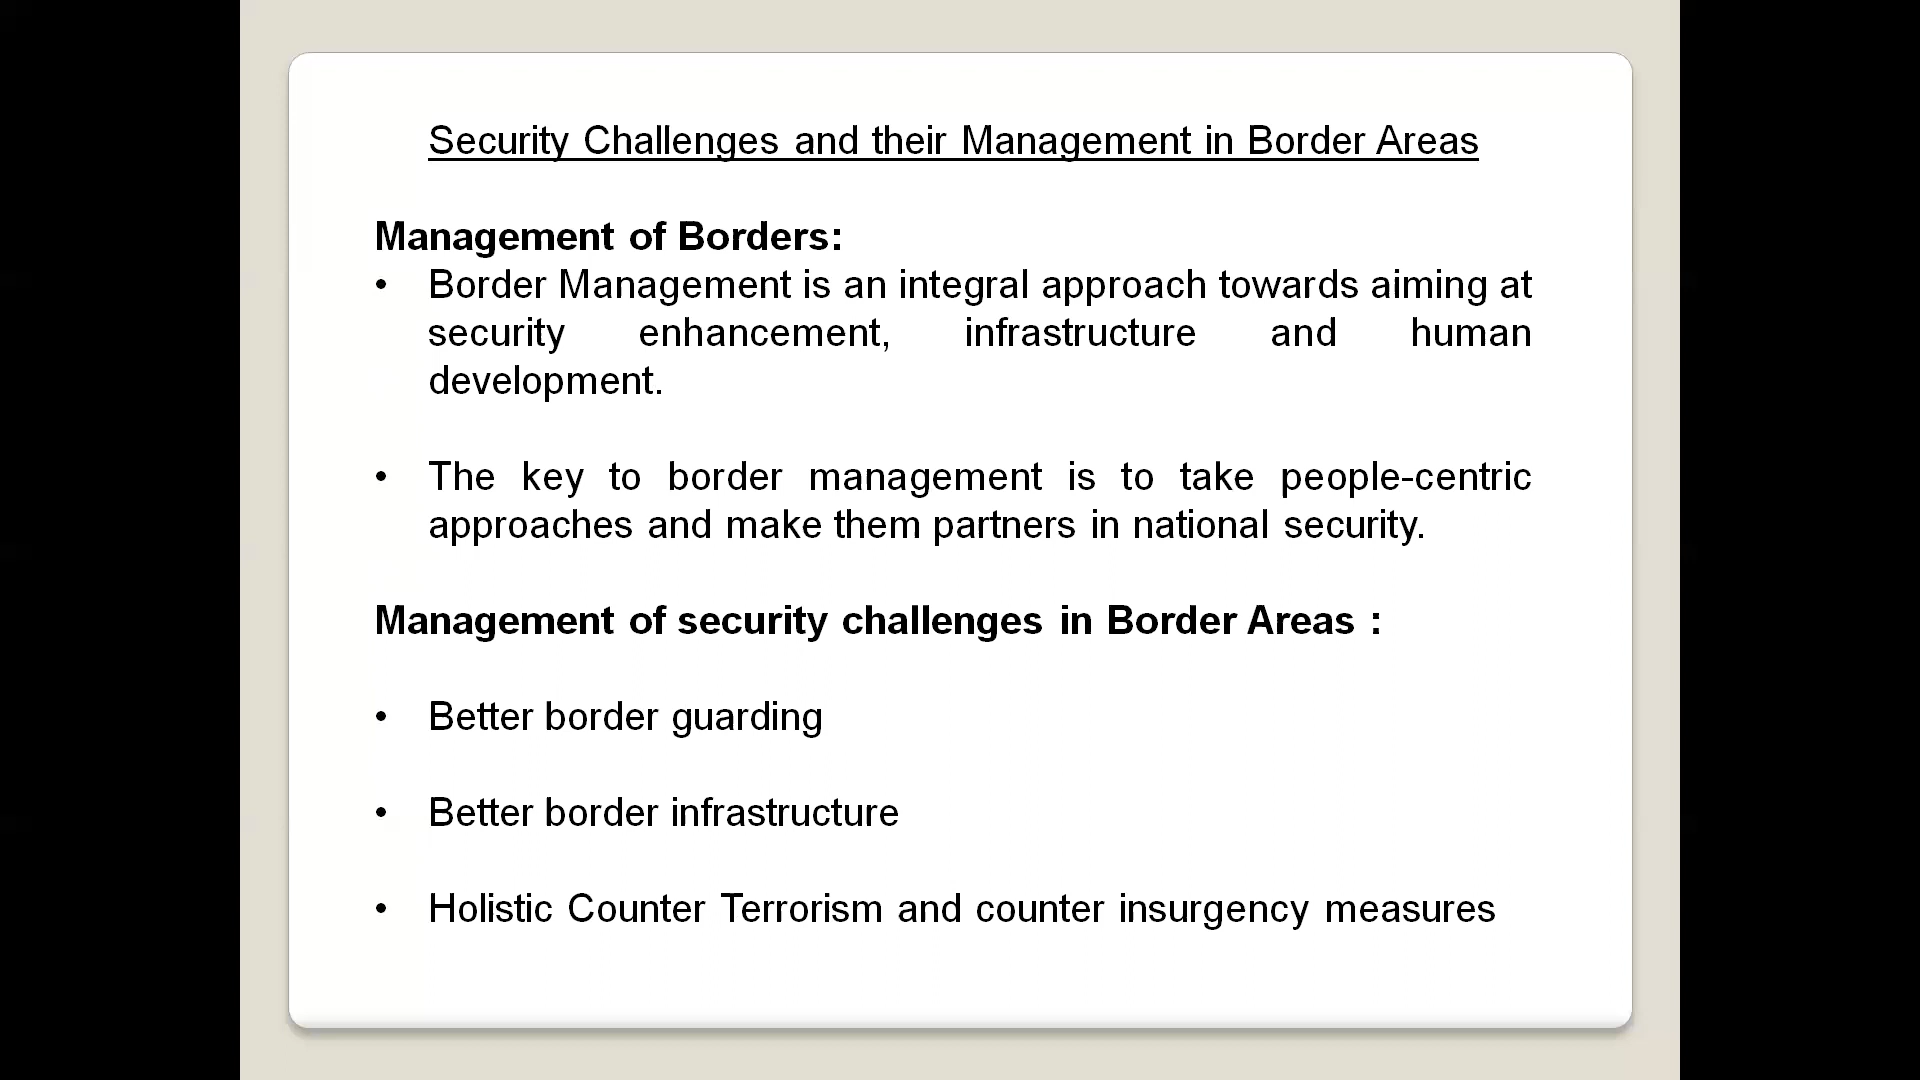 Security Challenges and their Management in Border Areas
Management of Borders:
• Border Management is an integral approach towards aiming at
security enhancement, infrastructure and human
development.
• The key to border management is to take people-centric
approaches and make them partners in national security.
Management of security challenges in Border Areas :
• Better border guarding
• Better border infrastructure
• Holistic Counter Terrorism and counter insurgency measures